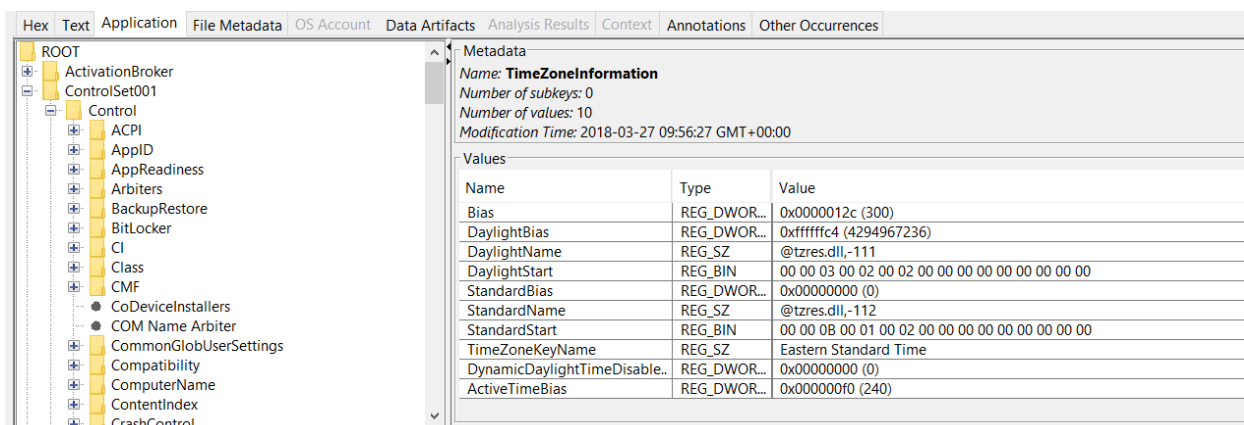 Hex Text Application File Metadata OS Account Data Artifacts Analysis Results Context Annotations Other Occurrences
ROOT
ActivationBroker
ControlSet001
Control
ACPI
AppID
AppReadiness
Arbiters
BackupRestore
BitLocker
CI
Class
CMF
CoDeviceInstallers
COM Name Arbiter
CommonGlobUserSettings
Compatibility
ComputerName
ContentIndex
CrashControl
Metadata
Name: TimeZoneInformation
Number of subkeys: 0
Number of values: 10
Modification Time: 2018-03-27 09:56:27 GMT+00:00
Values
Name Type Value
Bias REG_DWOR... 0x0000012c (300)
DaylightBias REG_DWOR... 0xffffffc4 (4294967236)
DaylightName REG_SZ @tzres.dll,-111
DaylightStart REG_BIN 00 00 03 00 02 00 02 00 00 00 00 00 00 00 00 00
StandardBias REG_DWOR... 0x00000000 (0)
StandardName REG_SZ @tzres.dll,-112
StandardStart REG_BIN 00 00 0B 00 01 00 02 00 00 00 00 00 00 00 00 00
TimeZoneKeyName REG_SZ Eastern Standard Time
DynamicDaylightTimeDisable.. REG_DWOR... 0x00000000 (0)
ActiveTimeBias REG_DWOR... 0x000000f0 (240)